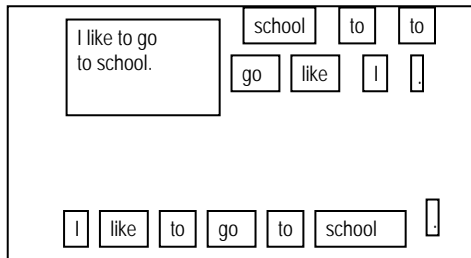 I like to go
to school.
school to to
go like I .
I like to go to school .